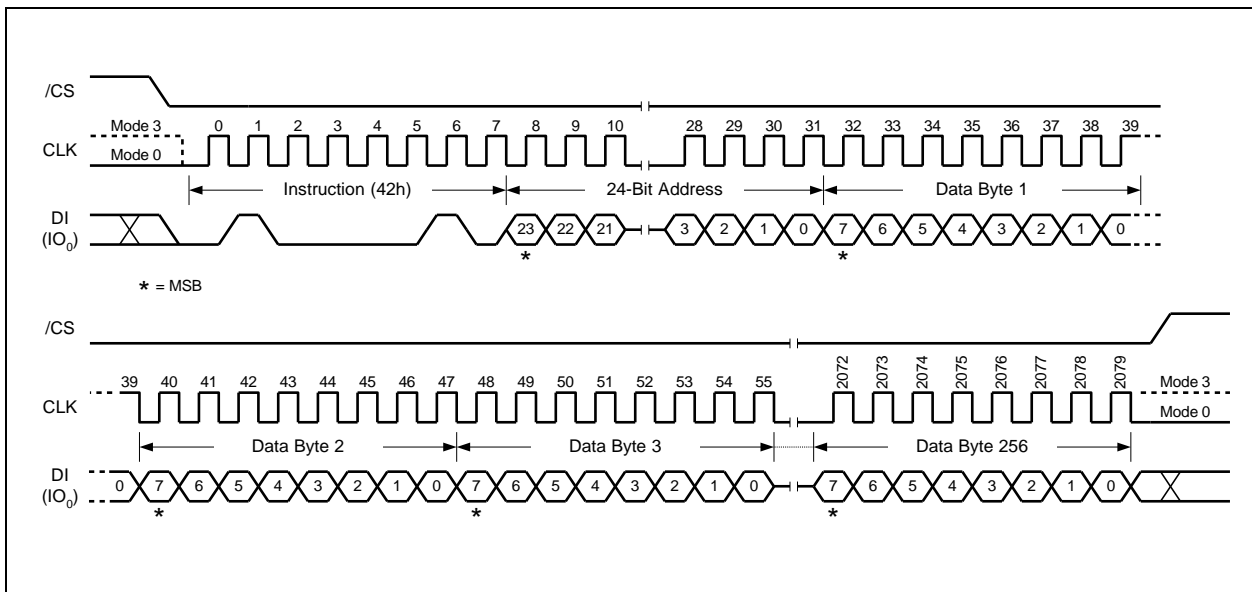 /CS
Mode 3
0 1 2 3 4 5 6 7 8 9 10 28 29 30 31 32 33 34 35 36 37 38 39
CLK
Mode 0
Instruction (42h) 24-Bit Address Data Byte 1
DI
(IO0)
23 22 21 3 2 1 0 7 6 5 4 3 2 1 0
* *
* = MSB
/CS
39 40 41 42 43 44 45 46 47 48 49 50 51 52 53 54 55 2072 2073 2074 2075 2076 2077 2078 2079
Mode 3
CLK
Mode 0
Data Byte 2 Data Byte 3 Data Byte 256
DI
(IO0)
0 7 6 5 4 3 2 1 0 7 6 5 4 3 2 1 0 7 6 5 4 3 2 1 0
* * *